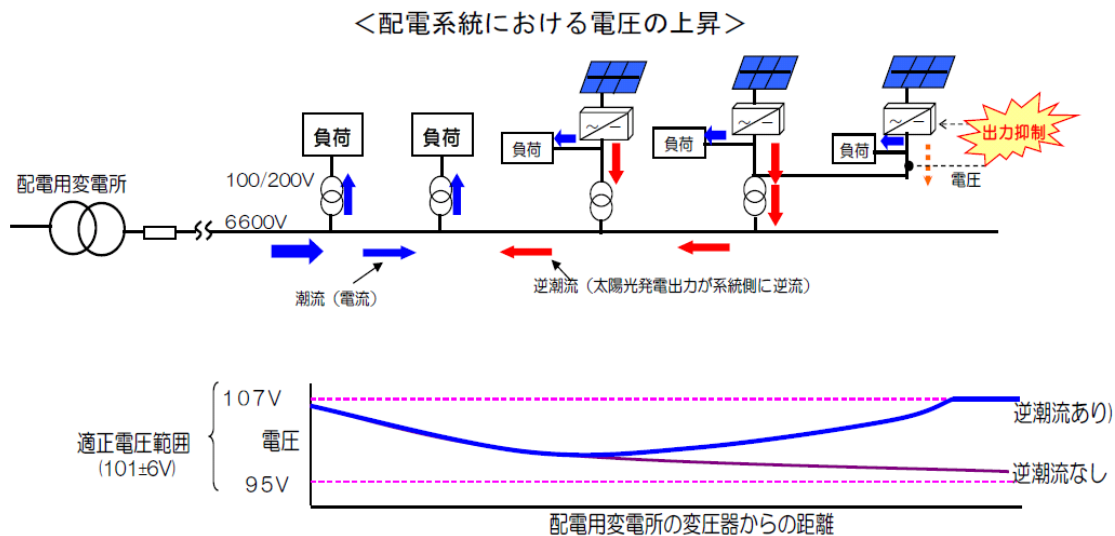 <配電系統における電圧の上昇>
負荷
負荷
負荷
負荷
負荷
出力抑制
電圧
配電用変電所
100/200V
6600V
潮流(電流)
逆潮流(太陽光発電出力が系統側に逆流)
107V
適正電圧範囲
(101±6V)
電圧
95V
逆潮流あり)
逆潮流なし
配電用変電所の変圧器からの距離